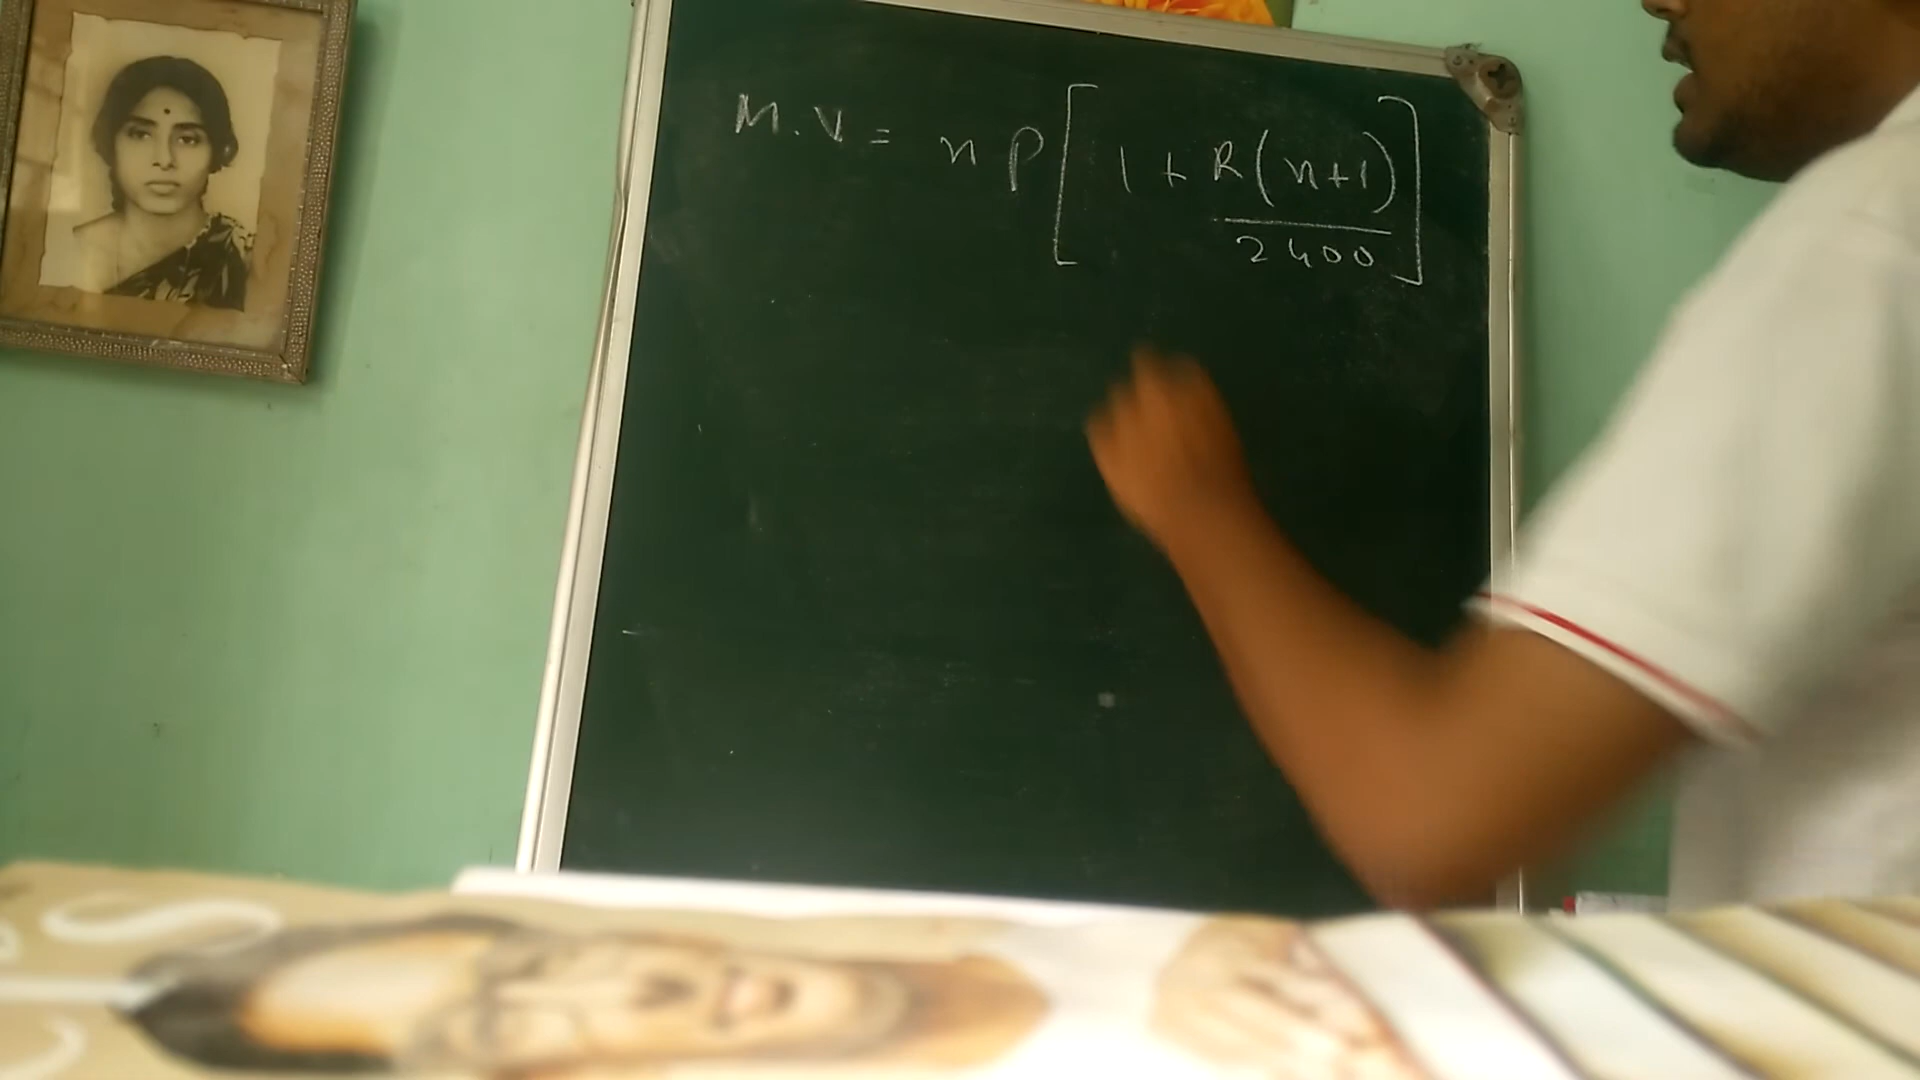 M.V = nP[1 + R(n+1)/2400]